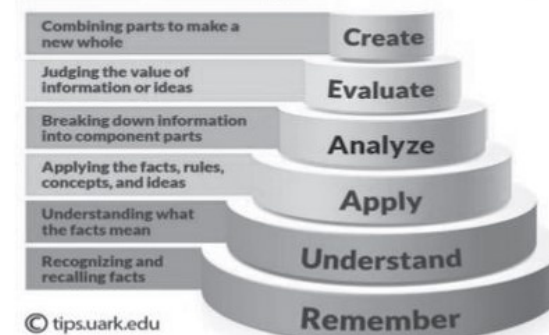 Combining parts to make a
new whole
Create
Judging the value of
information or ideas
Evaluate
Breaking down information
into component parts
Analyze
Applying the facts, rules,
concepts, and ideas
Apply
Understanding what
the facts mean
Understand
Recognizing and
recalling facts
Remember
© tips.uark.edu